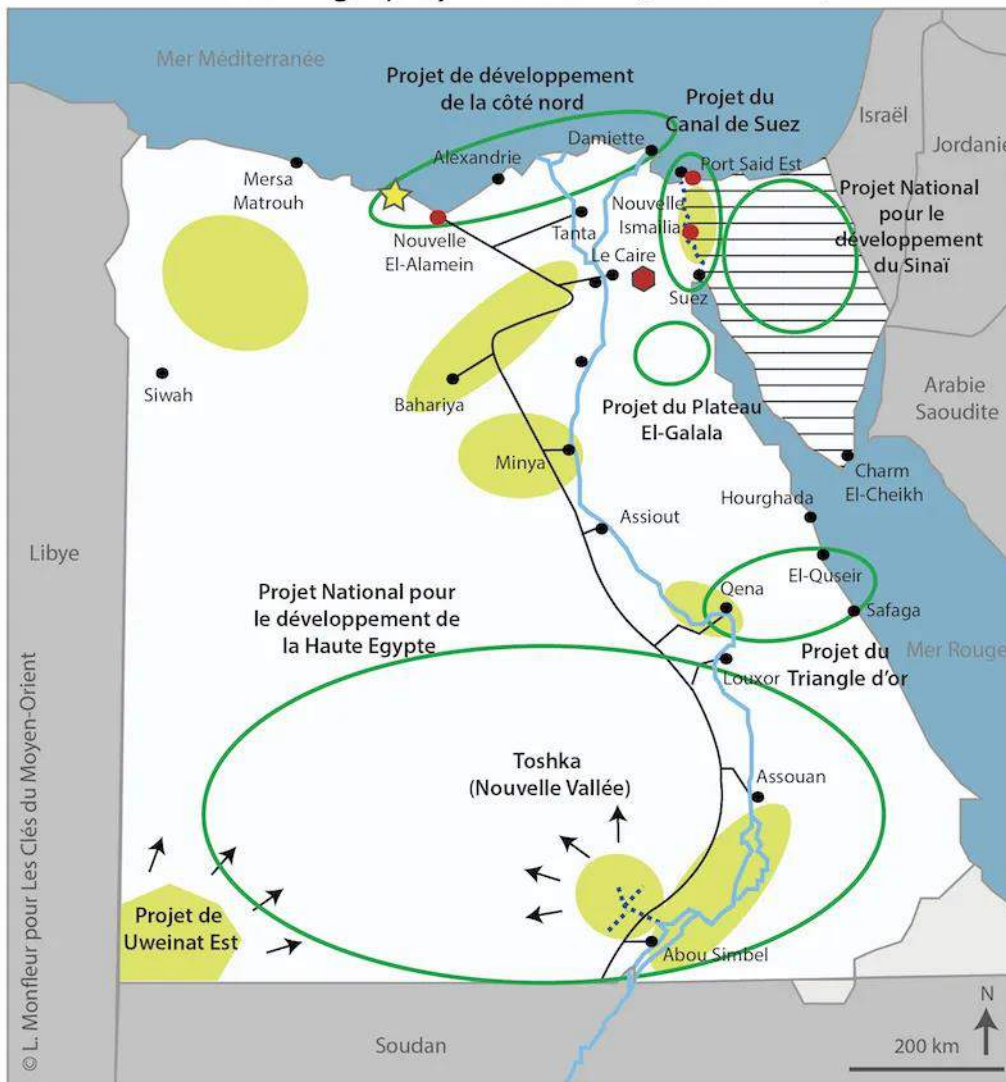 Mer Méditerranée
Projet de développement
de la côté nord
Projet du
Canal de Suez
Israël
Jordanie
Damiette
Alexandrie
Port Said Est
Mersa
Matrouh
Projet National
pour le
développement
du Sinaï
Nouvelle
Ismailia
Nouvelle
El-Alamein
Tanta
Le Caire
Suez
Siwah
Bahariya
Projet du Plateau
El-Galala
Arabie
Saoudite
Minya
Charm
El-Cheikh
Hourghada
Assiout
Libye
El-Quseir
Qena
Safaga
Projet National pour
le développement de
la Haute Egypte
Mer Rouge
Projet du
Triangle d’or
Louxor
Toshka
(Nouvelle Vallée)
Assouan
Projet de
Uweinat Est
Abou Simbel
© L. Monfleur pour Les Clés du Moyen-Orient
Soudan
N
200 km